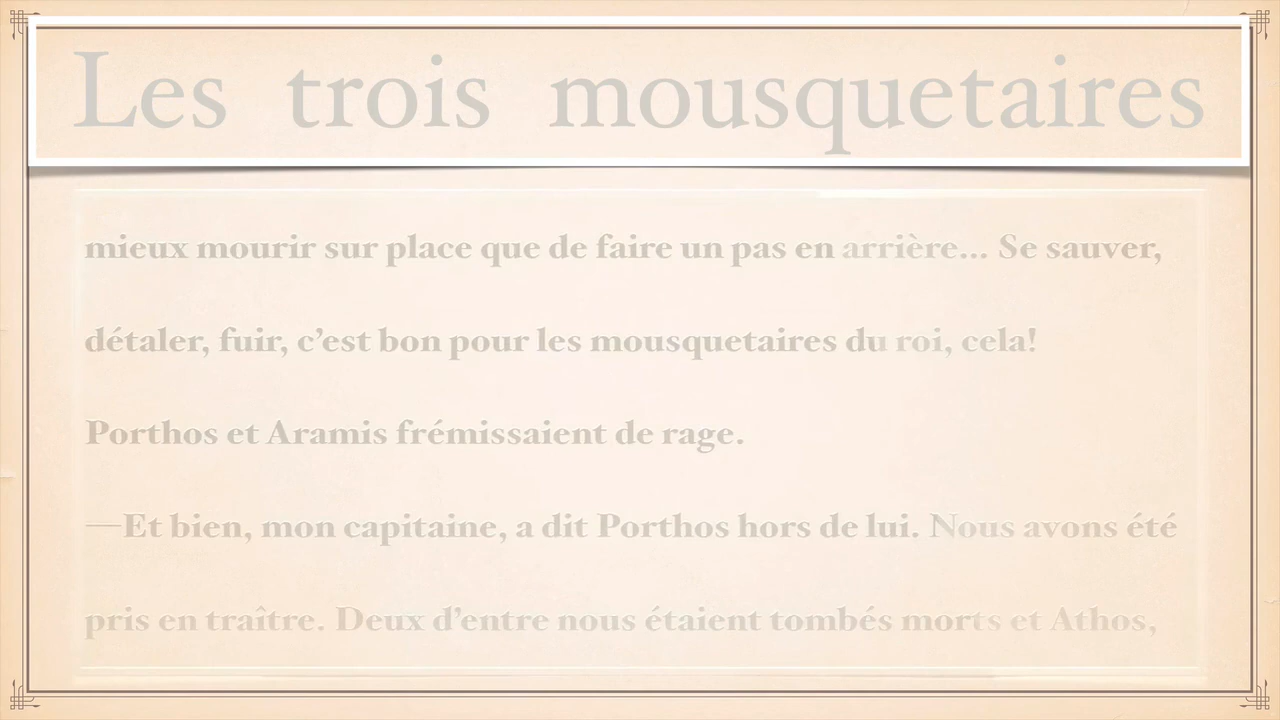 Les trois mousquetaires
mieux mourir sur place que de faire un pas en arrière... Se sauver,
détaler, fuir, c’est bon pour les mousquetaires du roi, cela!
Porthos et Aramis frémissaient de rage.
—Et bien, mon capitaine, a dit Porthos hors de lui. Nous avons été
pris en traître. Deux d’entre nous étaient tombés morts et Athos,